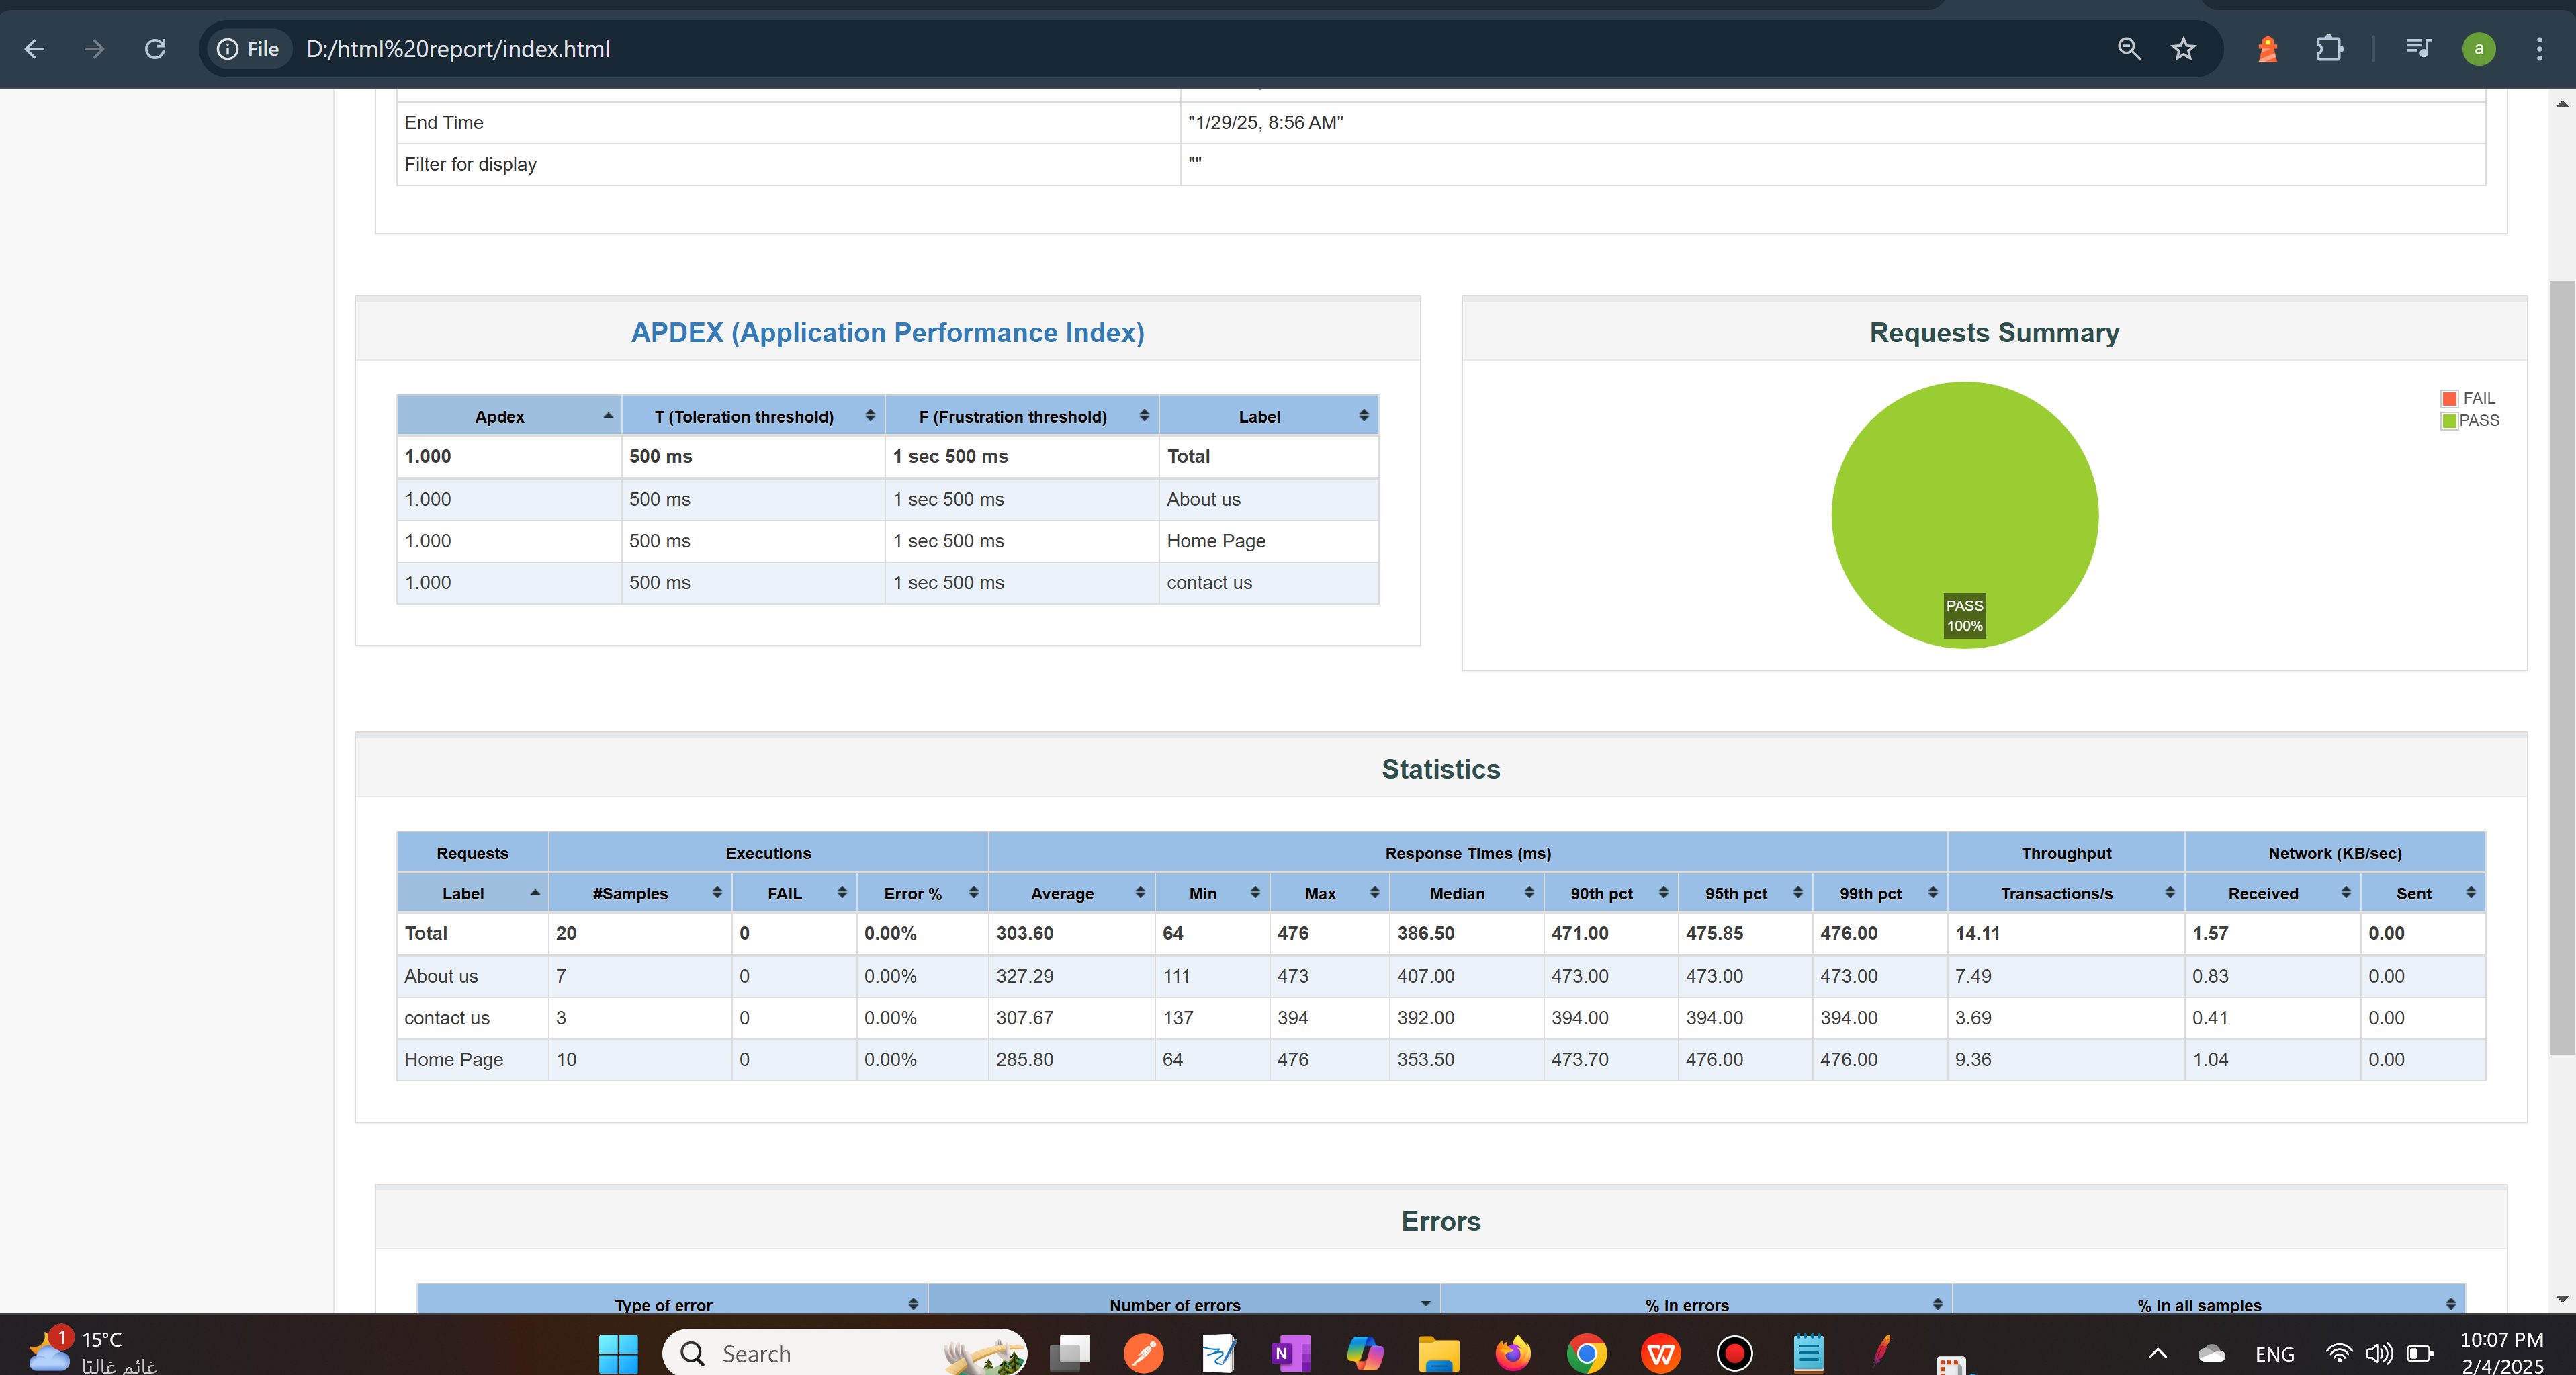 File D:/html%20report/index.html a
End Time "1/29/25, 8:56 AM"
Filter for display ""
APDEX (Application Performance Index)
Apdex T (Toleration threshold) F (Frustration threshold) Label
1.000 500 ms 1 sec 500 ms Total
1.000 500 ms 1 sec 500 ms About us
1.000 500 ms 1 sec 500 ms Home Page
1.000 500 ms 1 sec 500 ms contact us
Requests Summary
FAIL
PASS
PASS
100%
Statistics
Requests Executions Response Times (ms) Throughput Network (KB/sec)
Label #Samples FAIL Error % Average Min Max Median 90th pct 95th pct 99th pct Transactions/s Received Sent
Total 20 0 0.00% 303.60 64 476 386.50 471.00 475.85 476.00 14.11 1.57 0.00
About us 7 0 0.00% 327.29 111 473 407.00 473.00 473.00 473.00 7.49 0.83 0.00
contact us 3 0 0.00% 307.67 137 394 392.00 394.00 394.00 394.00 3.69 0.41 0.00
Home Page 10 0 0.00% 285.80 64 476 353.50 473.70 476.00 476.00 9.36 1.04 0.00
Errors
Type of error Number of errors % in errors % in all samples
1 15°C
غائم غالبًا
Search
N
W
ENG
10:07 PM
2/4/2025